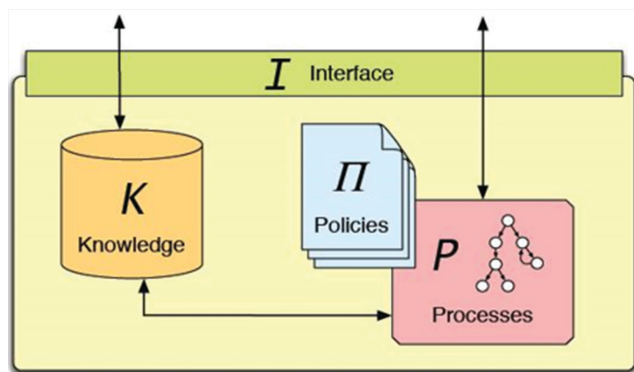 I Interface
K
Knowledge
Π
Policies
P
Processes